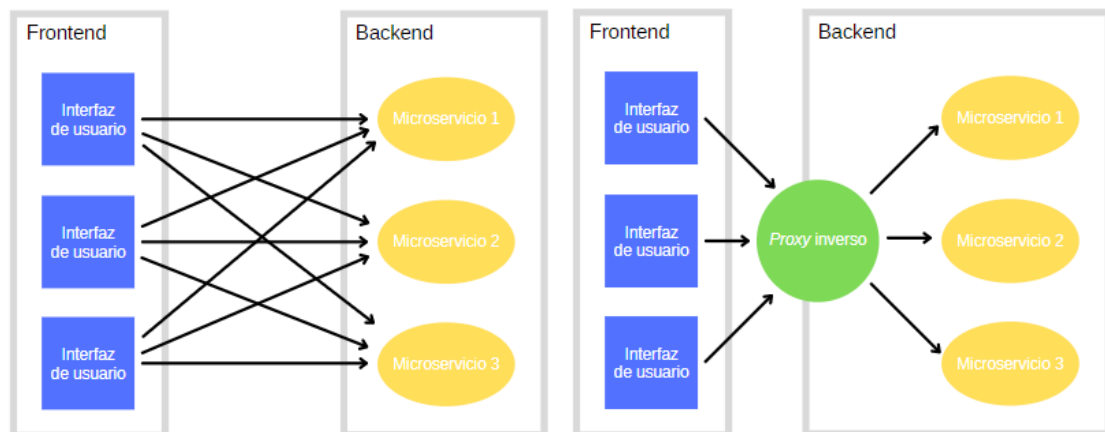 Frontend
Backend
Interfaz
de usuario
Microservicio 1
Interfaz
de usuario
Microservicio 2
Interfaz
de usuario
Microservicio 3
Frontend
Backend
Interfaz
de usuario
Microservicio 1
Interfaz
de usuario
Proxy inverso
Microservicio 2
Interfaz
de usuario
Microservicio 3